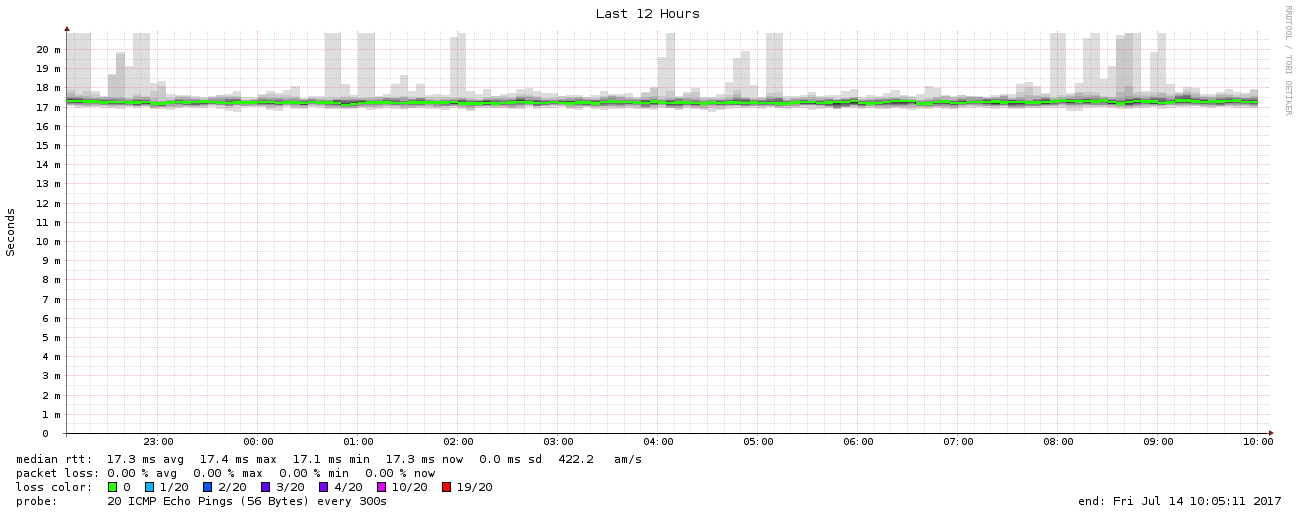 Last 12 Hours
RRDTOOL / TOBI OETIKER
Seconds
20 m
19 m
18 m
17 m
16 m
15 m
14 m
13 m
12 m
11 m
10 m
9 m
8 m
7 m
6 m
5 m
4 m
3 m
2 m
1 m
0
23:00 00:00 01:00 02:00 03:00 04:00 05:00 06:00 07:00 08:00 09:00 10:00
median rtt: 17.3 ms avg 17.4 ms max 17.1 ms min 17.3 ms now 0.0 ms sd 422.2 am/s
packet loss: 0.00 % avg 0.00 % max 0.00 % min 0.00 % now
loss color: 0 1/20 2/20 3/20 4/20 10/20 19/20
probe: 20 ICMP Echo Pings (56 Bytes) every 300s end: Fri Jul 14 10:05:11 2017